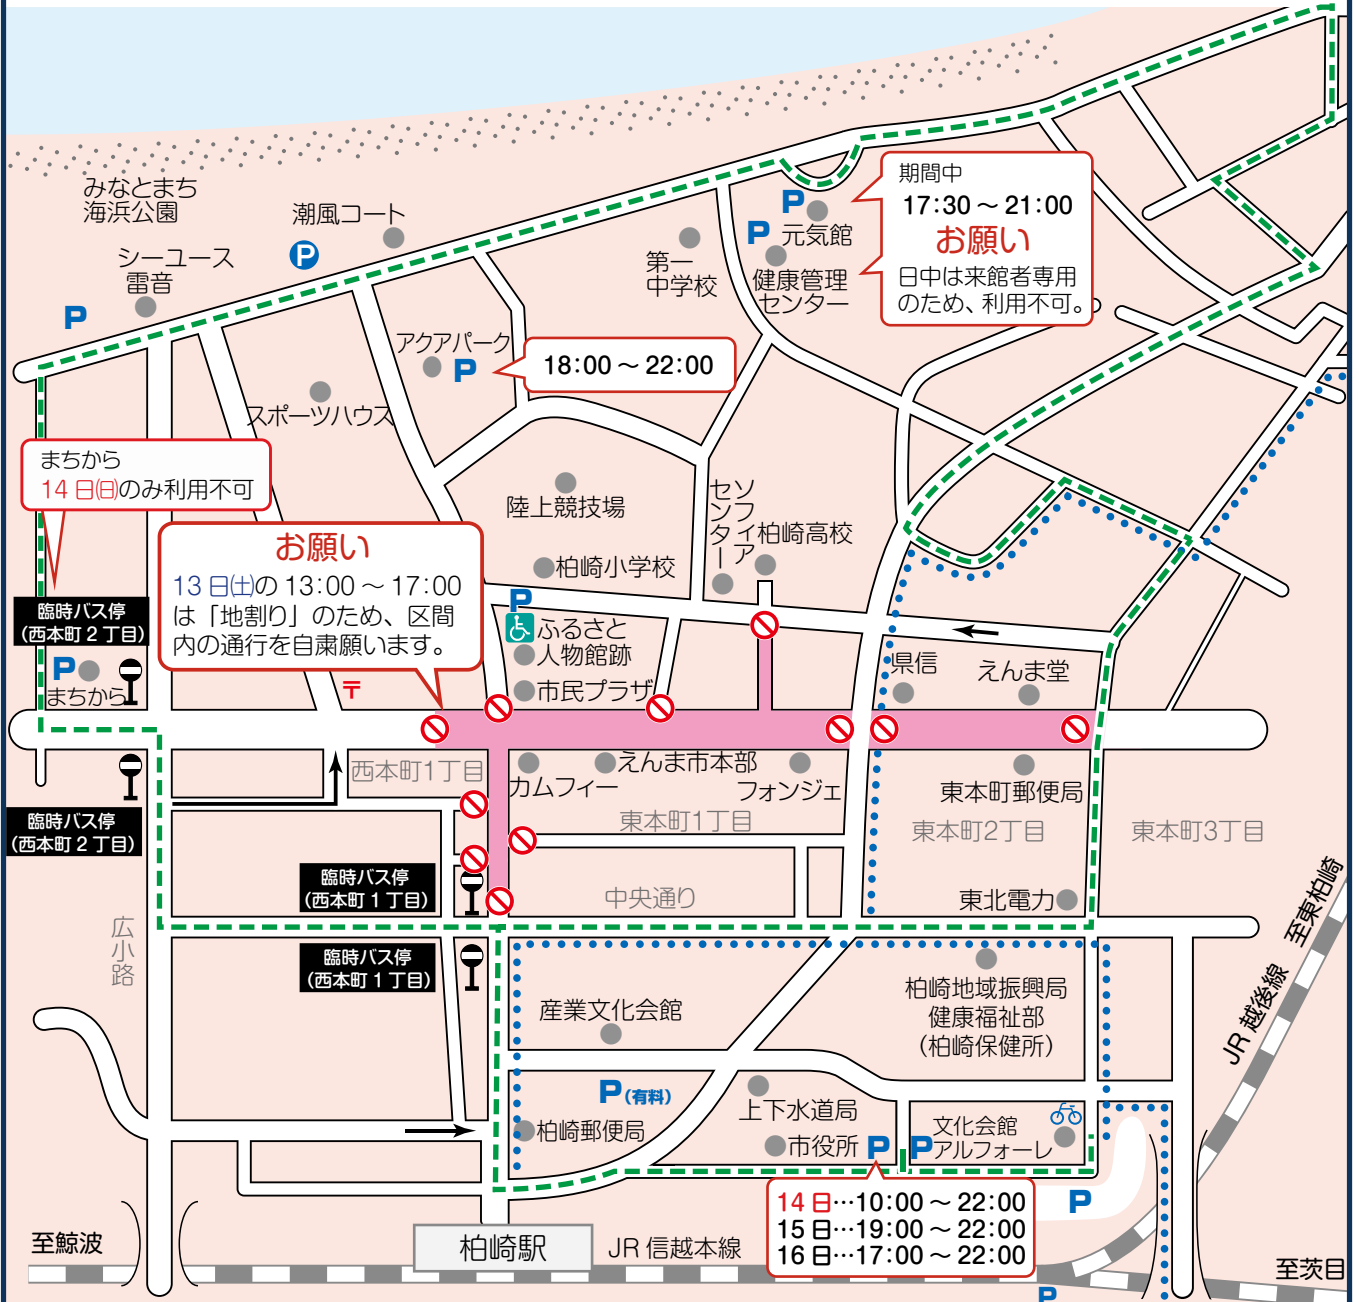 みなとまち
海浜公園
潮風コート
P
シーユース
雷音
P
第一
中学校
P
元気館
P
健康管理
センター
期間中
17:30～21:00
お願い
日中は来館者専用
のため、利用不可。
アクアパーク
P
18:00～22:00
スポーツハウス
まちから
14日㈰のみ利用不可
陸上競技場
ソフィア
センター
柏崎高校
柏崎小学校
お願い
13日㈯の13:00～17:00
は「地割り」のため、区間
内の通行を自粛願います。
P
ふるさと
人物館跡
市民プラザ
臨時バス停
(西本町2丁目)
P
まちから
〒
県信
えんま堂
西本町1丁目
カムフィー
えんま市本部
フォンジェ
東本町郵便局
臨時バス停
(西本町2丁目)
東本町1丁目
東本町2丁目
東本町3丁目
臨時バス停
(西本町1丁目)
中央通り
東北電力
広小路
臨時バス停
(西本町1丁目)
至東柏崎
JR越後線
産業文化会館
柏崎地域振興局
健康福祉部
(柏崎保健所)
P(有料)
柏崎郵便局
上下水道局
市役所
P
P
文化会館
アルフォーレ
14日…10:00～22:00
15日…19:00～22:00
16日…17:00～22:00
P
至鯨波
柏崎駅
JR信越本線
至茨目
P